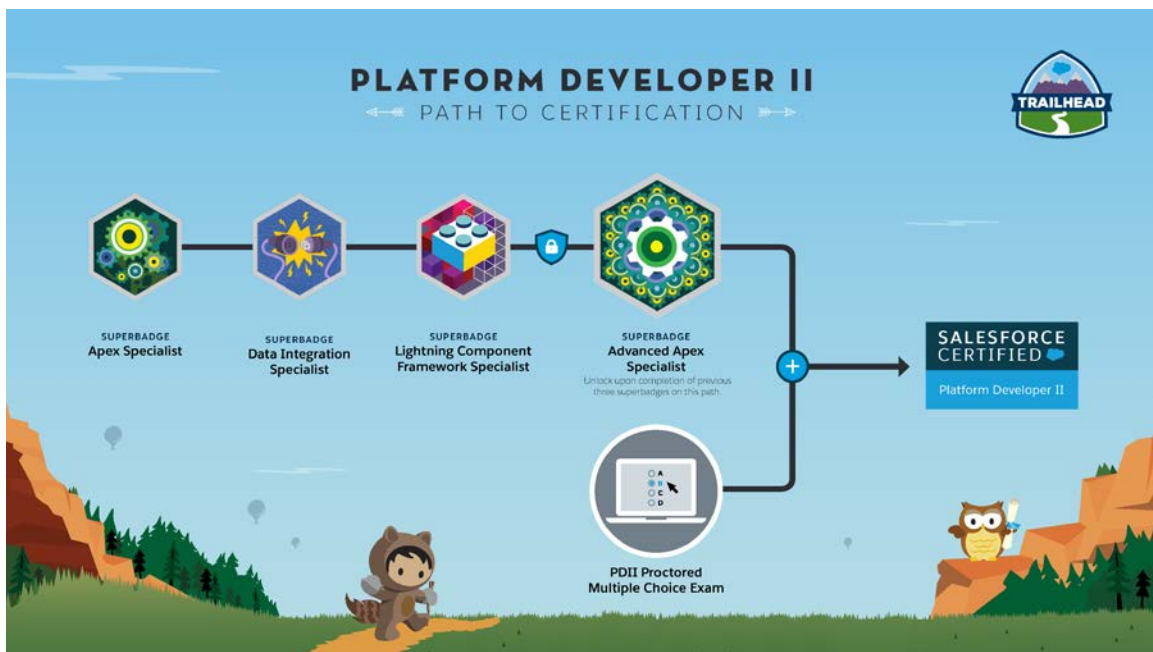 PLATFORM DEVELOPER II
PATH TO CERTIFICATION
TRAILHEAD
SUPERBADGE
Apex Specialist
SUPERBADGE
Data Integration
Specialist
SUPERBADGE
Lightning Component
Framework Specialist
SUPERBADGE
Advanced Apex
Specialist
Unlock upon completion of previous
three superbadges on this path.
+
SALESFORCE
CERTIFIED
Platform Developer II
A
B
C
D
PDII Proctored
Multiple Choice Exam